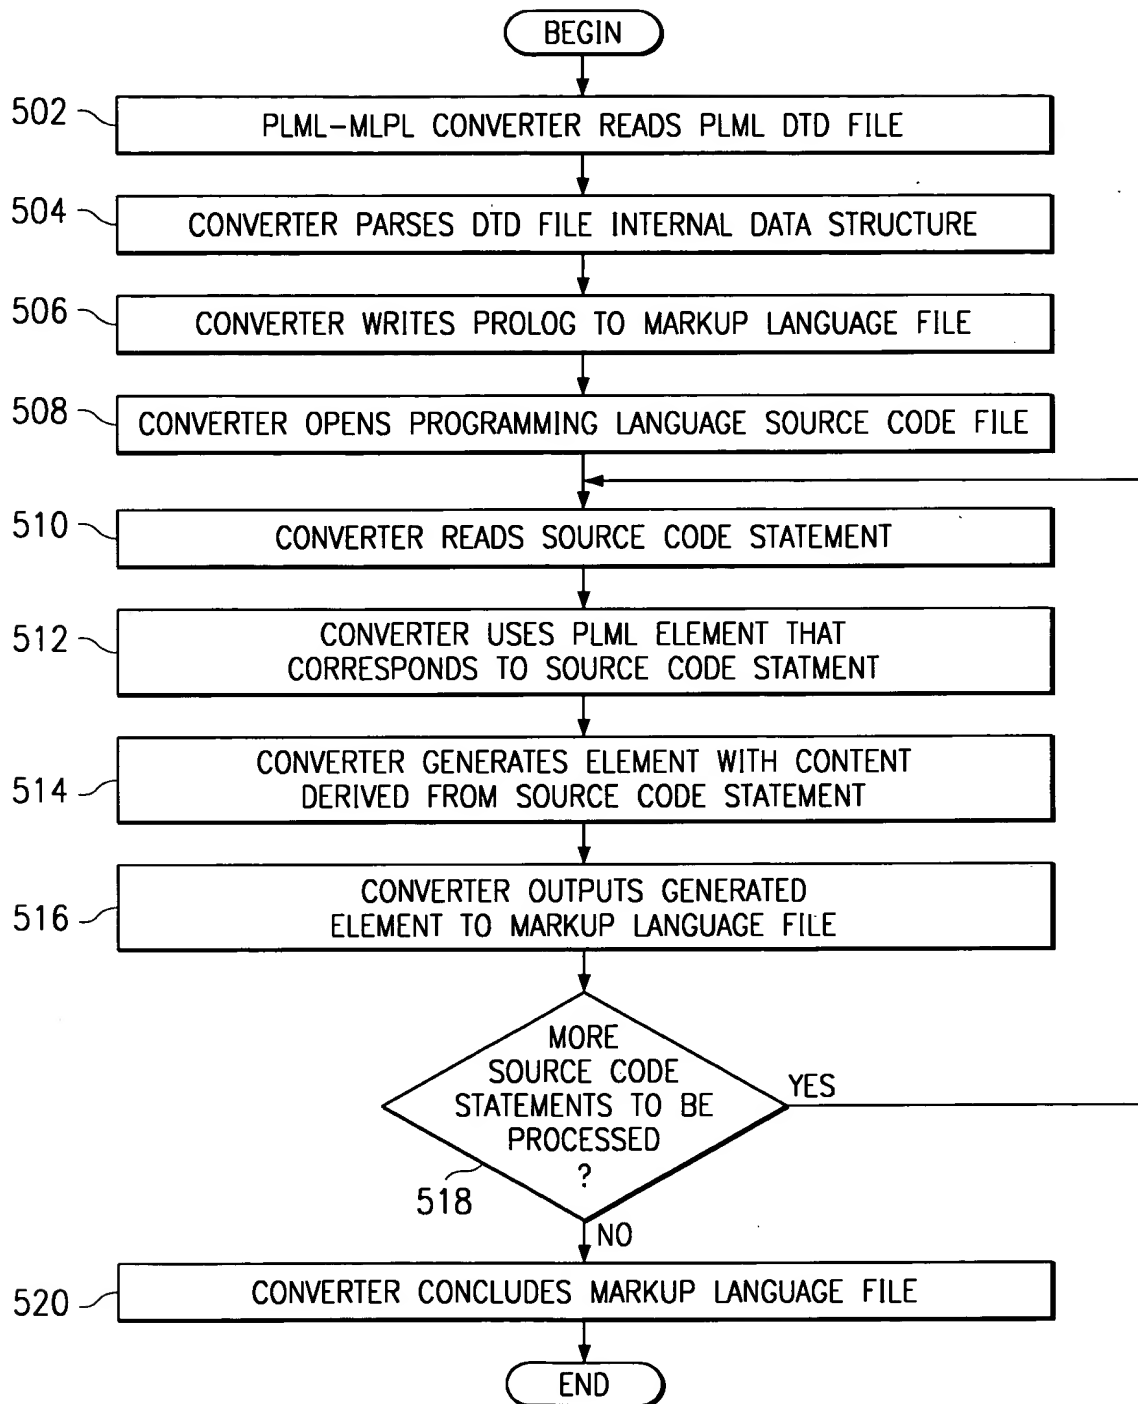 BEGIN
502
PLML-MLPL CONVERTER READS PLML DTD FILE
504
CONVERTER PARSES DTD FILE INTERNAL DATA STRUCTURE
506
CONVERTER WRITES PROLOG TO MARKUP LANGUAGE FILE
508
CONVERTER OPENS PROGRAMMING LANGUAGE SOURCE CODE FILE
510
CONVERTER READS SOURCE CODE STATEMENT
512
CONVERTER USES PLML ELEMENT THAT
CORRESPONDS TO SOURCE CODE STATMENT
514
CONVERTER GENERATES ELEMENT WITH CONTENT
DERIVED FROM SOURCE CODE STATEMENT
516
CONVERTER OUTPUTS GENERATED
ELEMENT TO MARKUP LANGUAGE FILE
MORE
SOURCE CODE
STATEMENTS TO BE
PROCESSED
?
YES
518
NO
520
CONVERTER CONCLUDES MARKUP LANGUAGE FILE
END